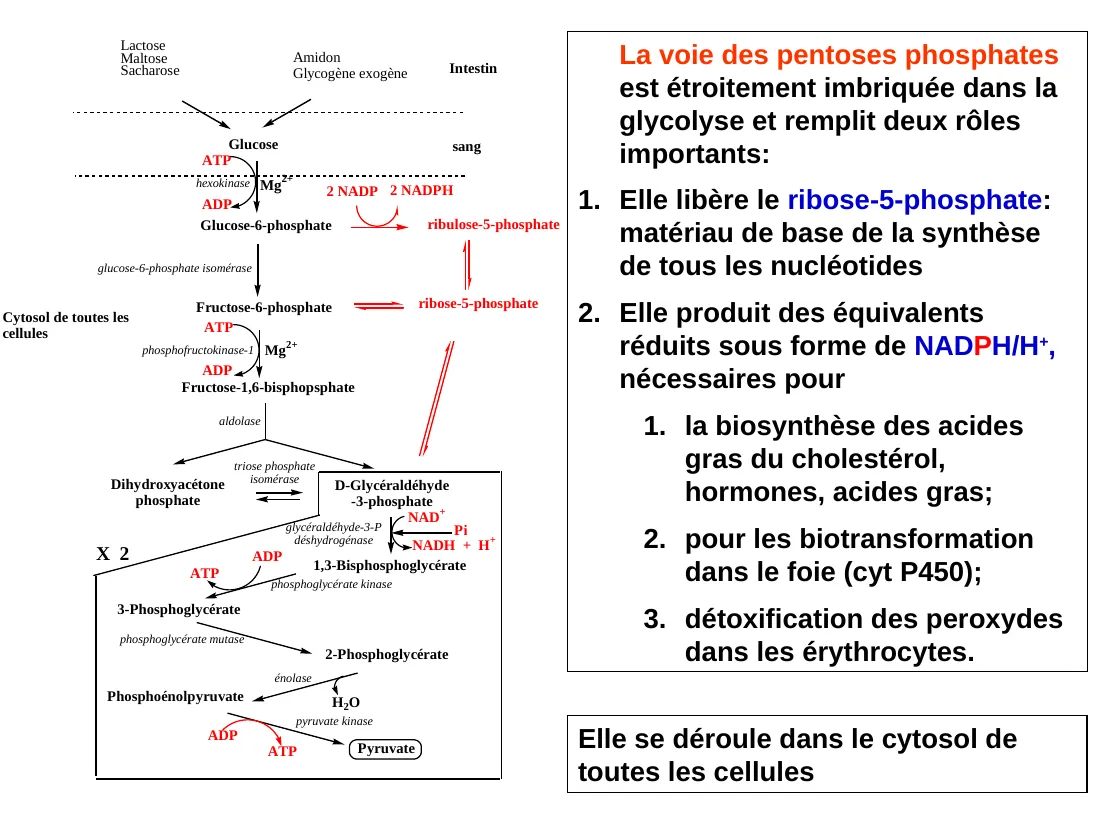 Lactose
Maltose
Sacharose
Amidon
Glycogène exogène
Intestin
Glucose
sang
ATP
hexokinase
Mg2+
ADP
2 NADP 2 NADPH
Glucose-6-phosphate
ribulose-5-phosphate
glucose-6-phosphate isomérase
Fructose-6-phosphate
ribose-5-phosphate
Cytosol de toutes les
cellules
ATP
phosphofructokinase-1
Mg2+
ADP
Fructose-1,6-bisphopsphate
aldolase
triose phosphate
isomérase
Dihydroxyacétone
phosphate
D-Glycéraldéhyde
-3-phosphate
NAD+
glycéraldéhyde-3-P
déshydrogénase
Pi
NADH + H+
X 2
ADP
ATP
1,3-Bisphosphoglycérate
phosphoglycérate kinase
3-Phosphoglycérate
phosphoglycérate mutase
2-Phosphoglycérate
énolase
Phosphoénolpyruvate
H2O
pyruvate kinase
ADP
ATP
Pyruvate
La voie des pentoses phosphates
est étroitement imbriquée dans la
glycolyse et remplit deux rôles
importants:
1. Elle libère le ribose-5-phosphate:
matériau de base de la synthèse
de tous les nucléotides
2. Elle produit des équivalents
réduits sous forme de NADPH/H+,
nécessaires pour
1. la biosynthèse des acides
gras du cholestérol,
hormones, acides gras;
2. pour les biotransformation
dans le foie (cyt P450);
3. détoxification des peroxydes
dans les érythrocytes.
Elle se déroule dans le cytosol de
toutes les cellules